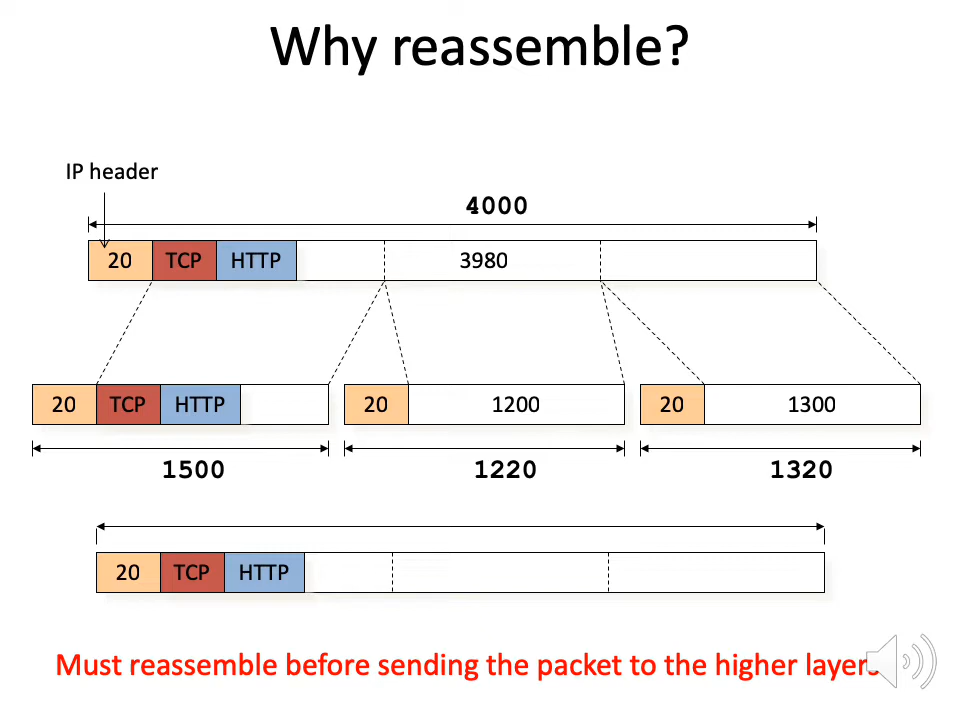 Why reassemble?
IP header
4000
20 TCP HTTP 3980
20 TCP HTTP 20 1200 20 1300
1500 1220 1320
20 TCP HTTP
Must reassemble before sending the packet to the higher layers